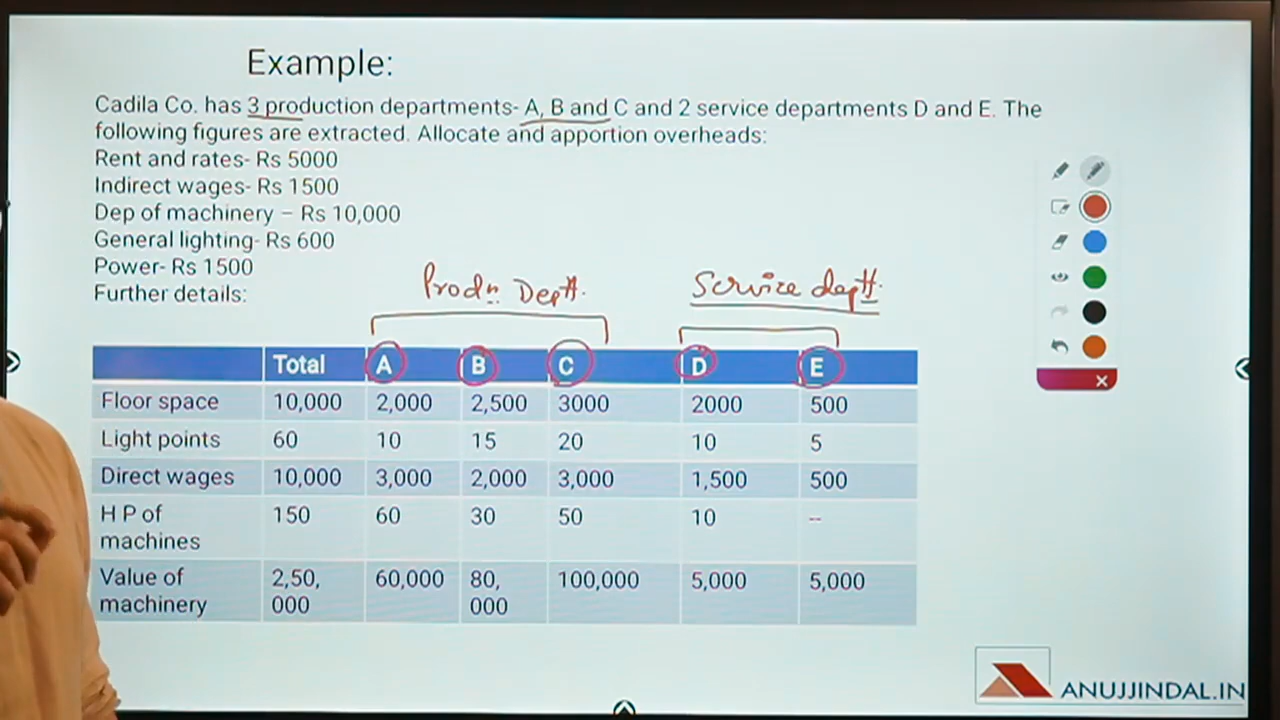 Example:
Cadila Co. has 3 production departments- A, B and C and 2 service departments D and E. The
following figures are extracted. Allocate and apportion overheads:
Rent and rates- Rs 5000
Indirect wages- Rs 1500
Dep of machinery – Rs 10,000
General lighting- Rs 600
Power- Rs 1500
Further details:
Prodn Deptt. Service deptt.
Total A B C D E
Floor space 10,000 2,000 2,500 3000 2000 500
Light points 60 10 15 20 10 5
Direct wages 10,000 3,000 2,000 3,000 1,500 500
H P of
machines 150 60 30 50 10 --
Value of
machinery 2,50,
000 60,000 80,
000 100,000 5,000 5,000
ANUJJINDAL.IN